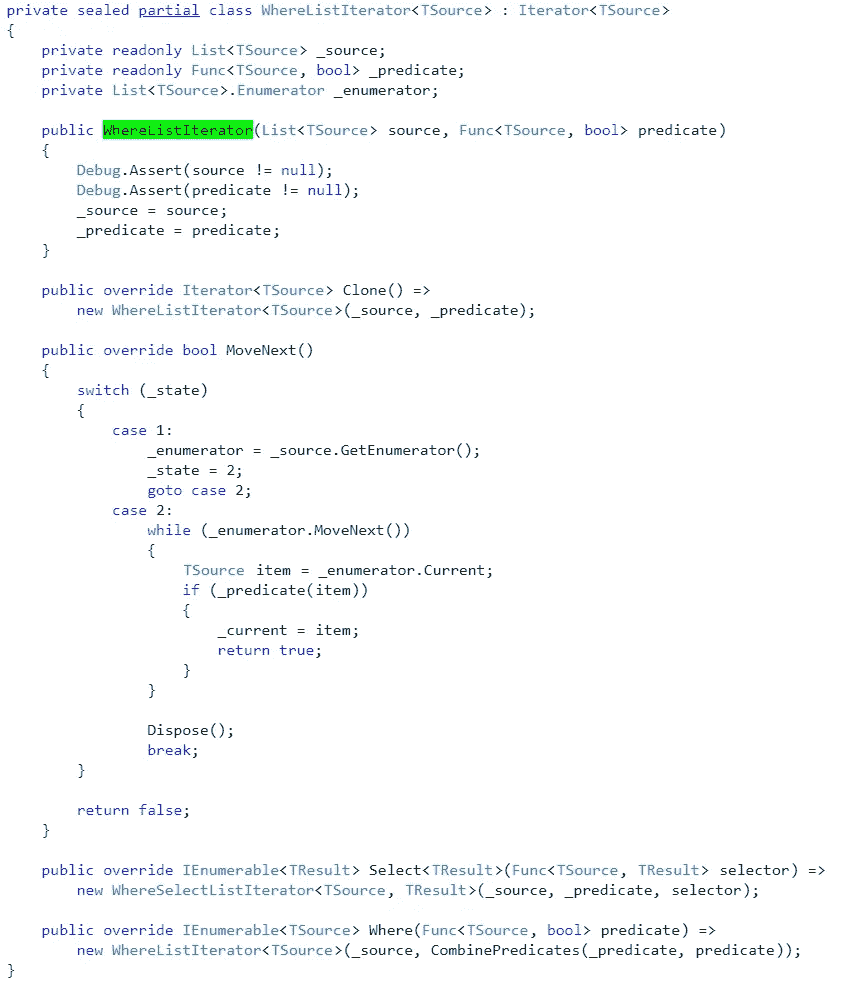 private sealed partial class WhereListIterator<TSource> : Iterator<TSource>
{
    private readonly List<TSource> _source;
    private readonly Func<TSource, bool> _predicate;
    private List<TSource>.Enumerator _enumerator;

    public WhereListIterator(List<TSource> source, Func<TSource, bool> predicate)
    {
        Debug.Assert(source != null);
        Debug.Assert(predicate != null);
        _source = source;
        _predicate = predicate;
    }

    public override Iterator<TSource> Clone() =>
        new WhereListIterator<TSource>(_source, _predicate);

    public override bool MoveNext()
    {
        switch (_state)
        {
            case 1:
                _enumerator = _source.GetEnumerator();
                _state = 2;
                goto case 2;
            case 2:
                while (_enumerator.MoveNext())
                {
                    TSource item = _enumerator.Current;
                    if (_predicate(item))
                    {
                        _current = item;
                        return true;
                    }
                }

                Dispose();
                break;
        }

        return false;
    }

    public override IEnumerable<TResult> Select<TResult>(Func<TSource, TResult> selector) =>
        new WhereSelectListIterator<TSource, TResult>(_source, _predicate, selector);

    public override IEnumerable<TSource> Where(Func<TSource, bool> predicate) =>
        new WhereListIterator<TSource>(_source, CombinePredicates(_predicate, predicate));
}